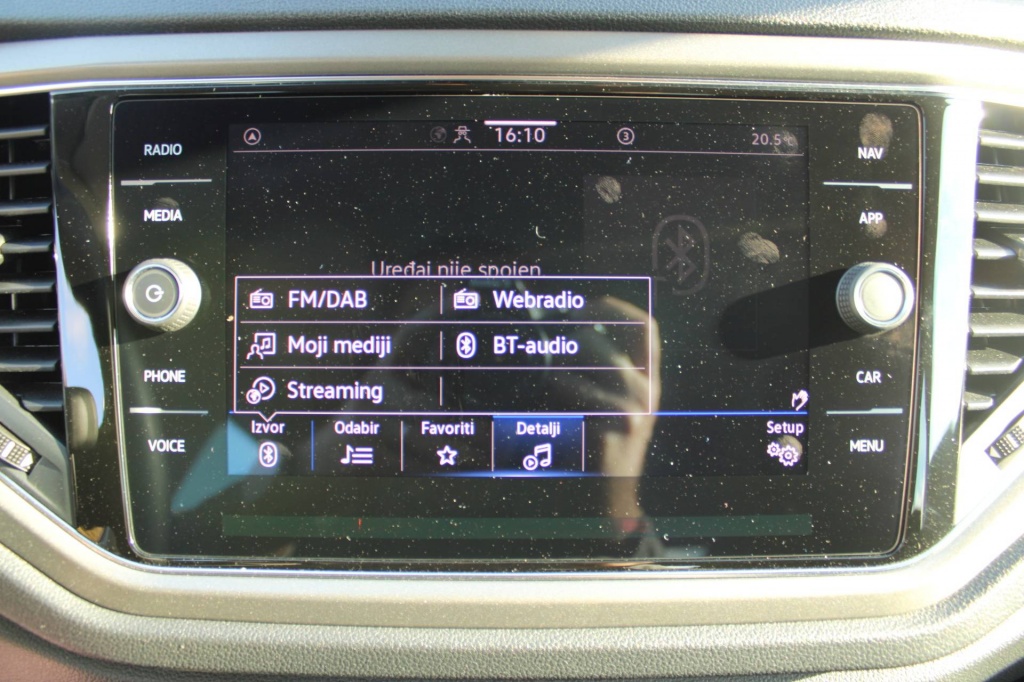 RADIO
MEDIA
PHONE
VOICE
16:10
3
20.5°C
Uređaj nije spojen
FM/DAB
Webradio
Moji mediji
BT-audio
Streaming
Izvor
Odabir
Favoriti
Detalji
Setup
NAV
APP
CAR
MENU